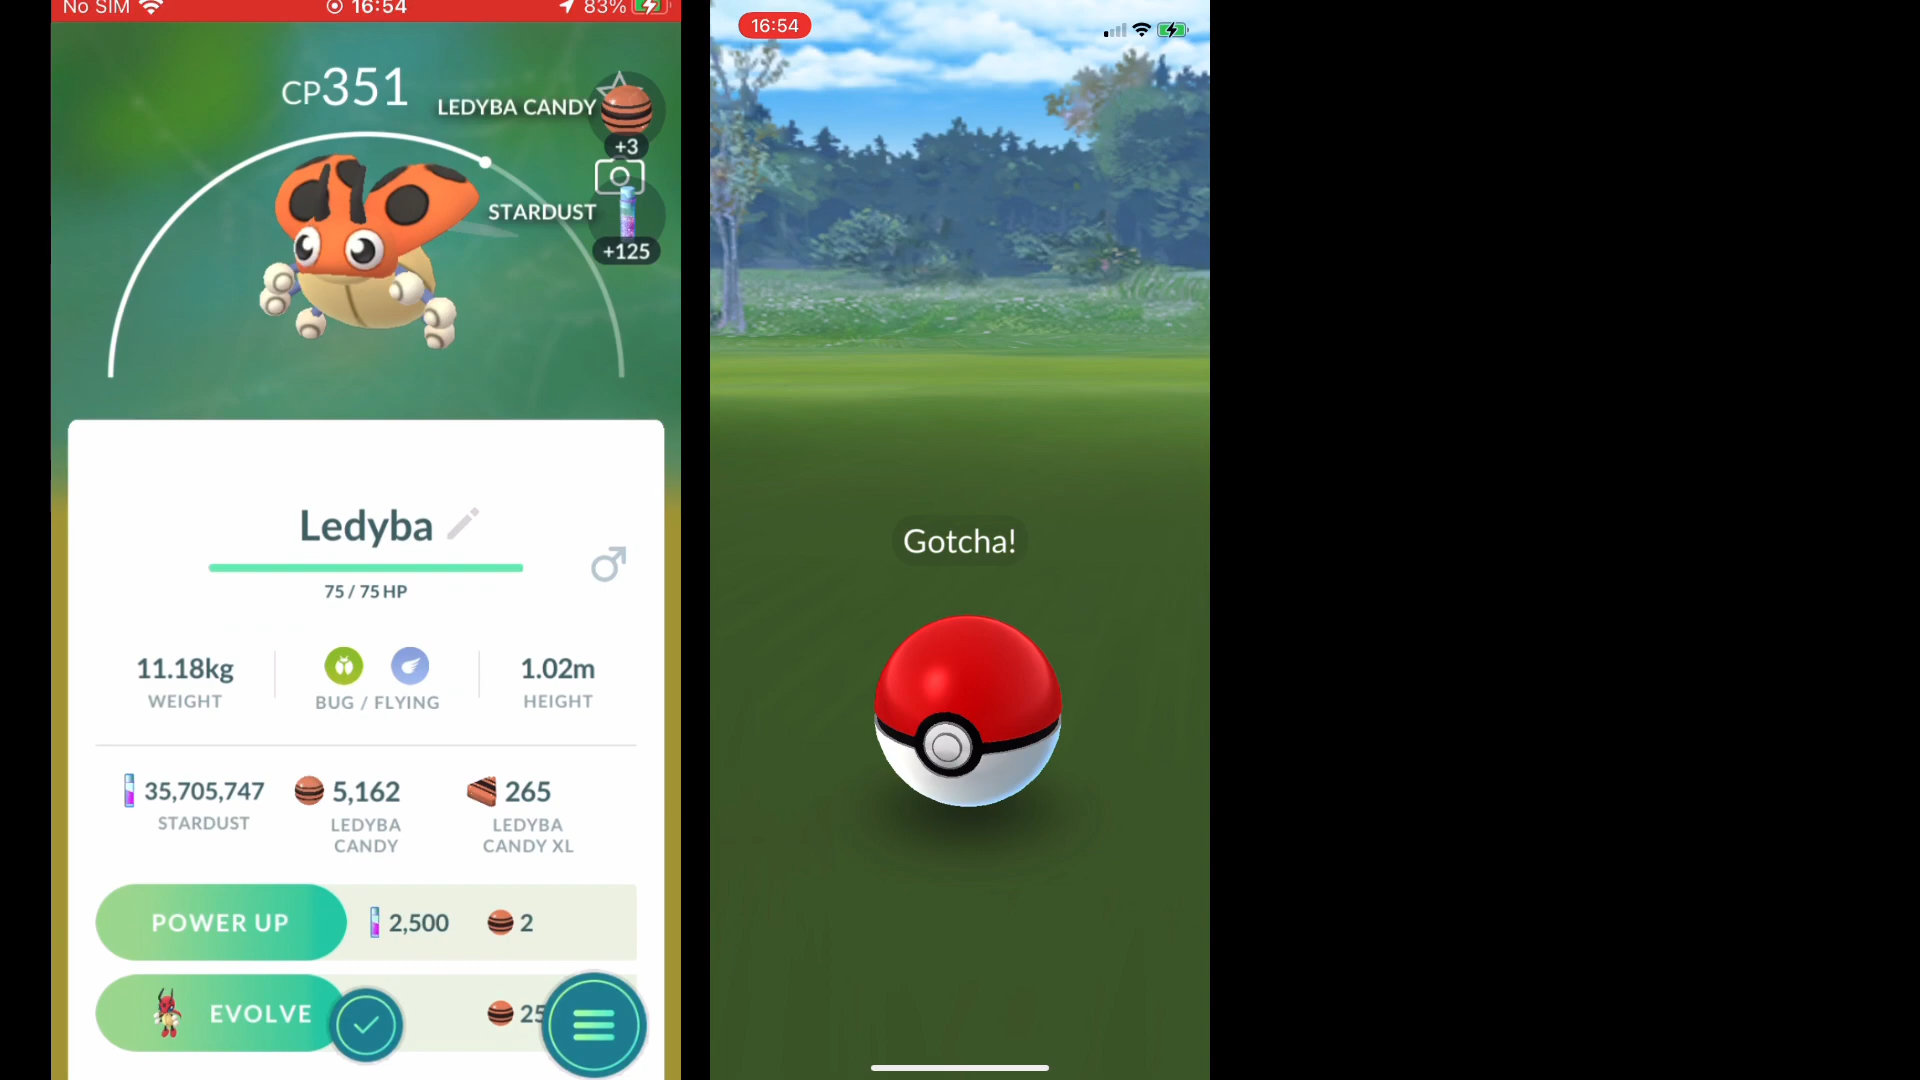 No SIM 16:54 83%
CP351
LEDYBA CANDY
+3
STARDUST
+125
Ledyba
75 / 75 HP
11.18kg
WEIGHT
BUG / FLYING
1.02m
HEIGHT
35,705,747
STARDUST
5,162
LEDYBA
CANDY
265
LEDYBA
CANDY XL
POWER UP 2,500 2
EVOLVE 25
16:54
Gotcha!